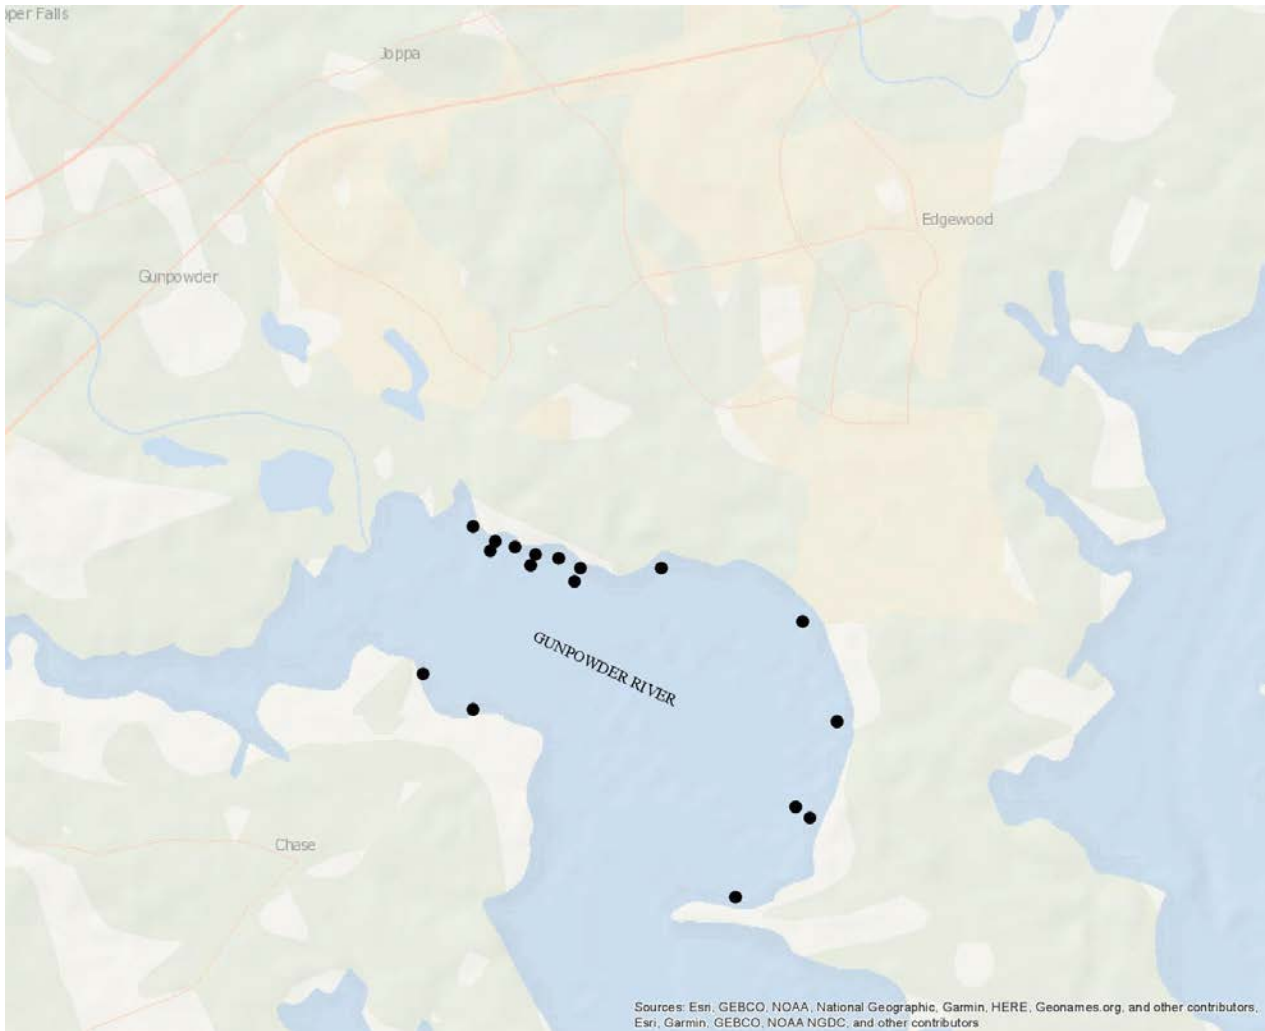 per Falls
Joppa
Edgewood
Gunpowder
GUNPOWDER RIVER
Chase
Sources: Esri, GEBCO, NOAA, National Geographic, Garmin, HERE, Geonames.org, and other contributors,
Esri, Garmin, GEBCO, NOAA NGDC, and other contributors